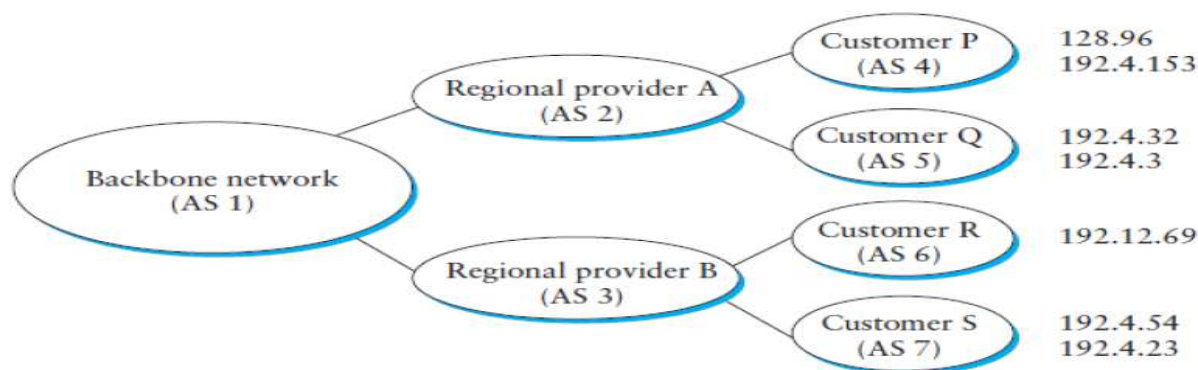 Customer P
(AS 4)
128.96
192.4.153
Regional provider A
(AS 2)
Customer Q
(AS 5)
192.4.32
192.4.3
Backbone network
(AS 1)
Customer R
(AS 6)
192.12.69
Regional provider B
(AS 3)
Customer S
(AS 7)
192.4.54
192.4.23